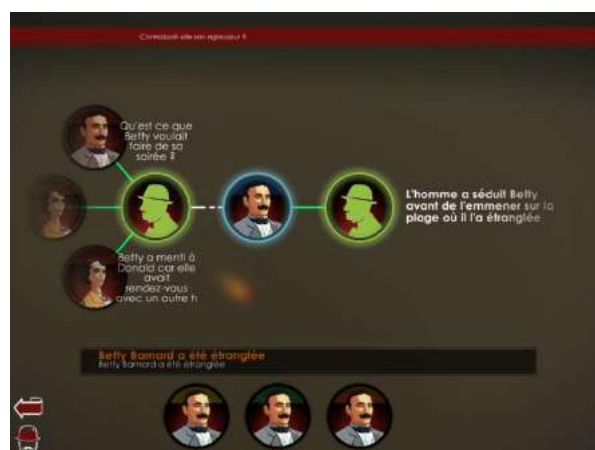 Connaissait-elle son agresseur ?
Qu'est ce que
Betty voulait
faire de sa
soirée ?
L'homme a séduit Betty
avant de l'emmener sur la
plage où il l'a étranglée
Betty a menti à
Donald car elle
avait
rendez-vous
avec un autre h
Betty Barnard a été étranglée
Betty Barnard a été étranglée